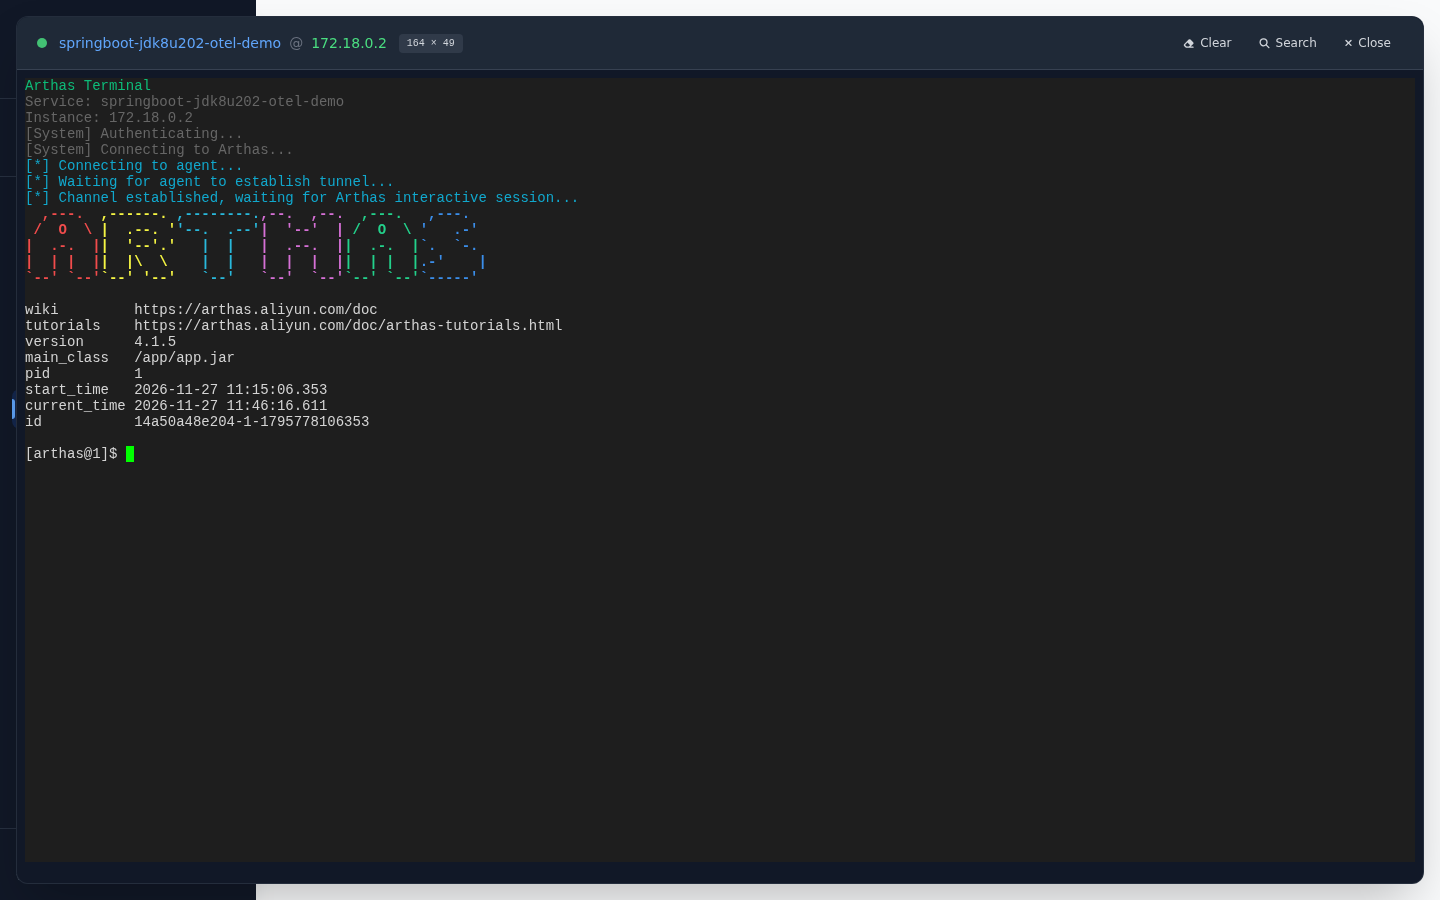 springboot-jdk8u202-otel-demo @ 172.18.0.2 164 × 49 Clear Search × Close
Arthas Terminal
Service: springboot-jdk8u202-otel-demo
Instance: 172.18.0.2
[System] Authenticating...
[System] Connecting to Arthas...
[*] Connecting to agent...
[*] Waiting for agent to establish tunnel...
[*] Channel established, waiting for Arthas interactive session...
  ,---.  ,------. ,--------.,--.  ,--.  ,---.   ,---.
 /  O  \ |  .--. ''--.  .--'|  '--'  | /  O  \ '   .-'
|  .-.  ||  '--'.'   |  |   |  .--.  ||  .-.  |`.  `-.
|  | |  ||  |\  \    |  |   |  |  |  ||  | |  |.-'    |
`--' `--'`--' '--'   `--'   `--'  `--'`--' `--'`-----'
wiki         https://arthas.aliyun.com/doc
tutorials    https://arthas.aliyun.com/doc/arthas-tutorials.html
version      4.1.5
main_class   /app/app.jar
pid          1
start_time   2026-11-27 11:15:06.353
current_time 2026-11-27 11:46:16.611
id           14a50a48e204-1-1795778106353
[arthas@1]$